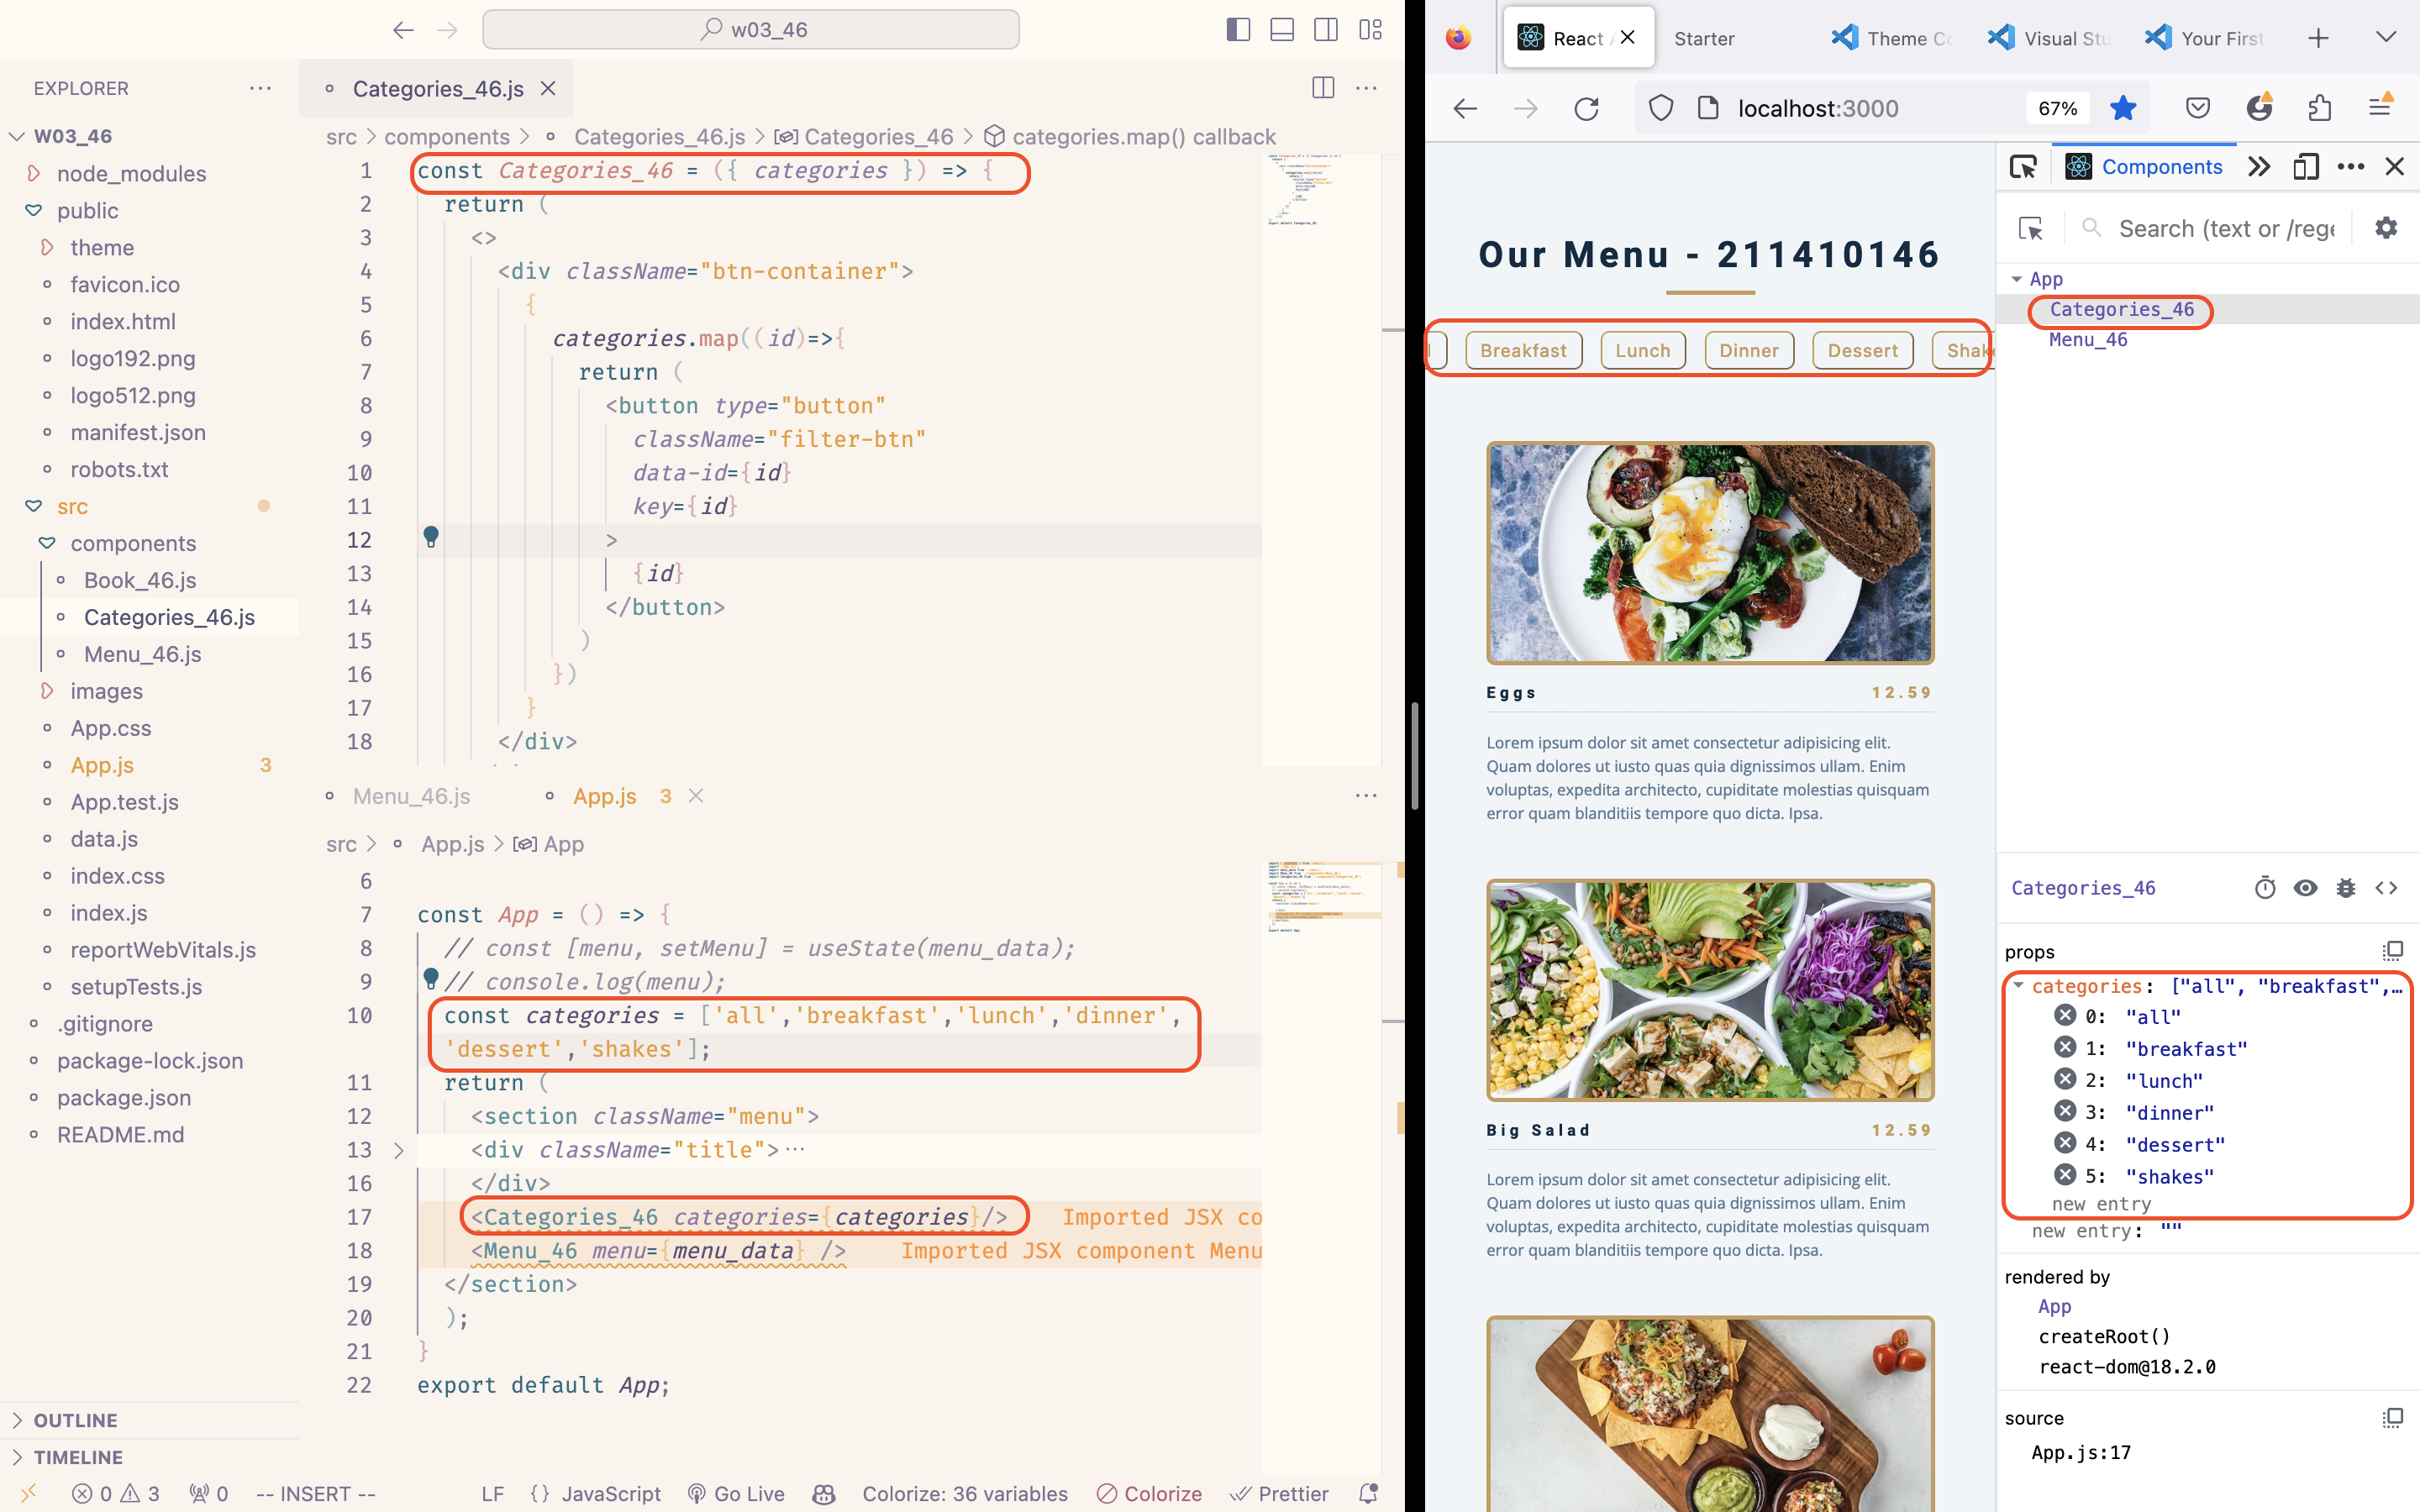 w03_46
EXPLORER
W03_46
node_modules
public
theme
favicon.ico
index.html
logo192.png
logo512.png
manifest.json
robots.txt
src
components
Book_46.js
Categories_46.js
Menu_46.js
images
App.css
App.js 3
App.test.js
data.js
index.css
index.js
reportWebVitals.js
setupTests.js
.gitignore
package-lock.json
package.json
README.md
OUTLINE
TIMELINE
Categories_46.js
src > components > Categories_46.js > Categories_46 > categories.map() callback
1 const Categories_46 = ({ categories }) => {
2 return (
3 <>
4 <div className="btn-container">
5 {
6 categories.map((id)=>{
7 return (
8 <button type="button"
9 className="filter-btn"
10 data-id={id}
11 key={id}
12 >
13 {id}
14 </button>
15 )
16 })
17 }
18 </div>
Menu_46.js App.js 3
src > App.js > App
6
7 const App = () => {
8 // const [menu, setMenu] = useState(menu_data);
9 // console.log(menu);
10 const categories = ['all','breakfast','lunch','dinner',
'dessert','shakes'];
11 return (
12 <section className="menu">
13 <div className="title">···
16 </div>
17 <Categories_46 categories={categories}/> Imported JSX co
18 <Menu_46 menu={menu_data} /> Imported JSX component Menu
19 </section>
20 );
21 }
22 export default App;
0 3 0 -- INSERT -- LF {} JavaScript Go Live Colorize: 36 variables Colorize Prettier
React Starter Theme Co Visual Stu Your First
localhost:3000 67%
Our Menu - 211410146
Breakfast Lunch Dinner Dessert Shak
Eggs 12.59
Lorem ipsum dolor sit amet consectetur adipisicing elit.
Quam dolores ut iusto quas quia dignissimos ullam. Enim
voluptas, expedita architecto, cupiditate molestias quisquam
error quam blanditiis tempore quo dicta. Ipsa.
Big Salad 12.59
Lorem ipsum dolor sit amet consectetur adipisicing elit.
Quam dolores ut iusto quas quia dignissimos ullam. Enim
voluptas, expedita architecto, cupiditate molestias quisquam
error quam blanditiis tempore quo dicta. Ipsa.
Components
Search (text or /rege
App
Categories_46
Menu_46
Categories_46
props
categories: ["all", "breakfast",…
0: "all"
1: "breakfast"
2: "lunch"
3: "dinner"
4: "dessert"
5: "shakes"
new entry
new entry: ""
rendered by
App
createRoot()
react-dom@18.2.0
source
App.js:17